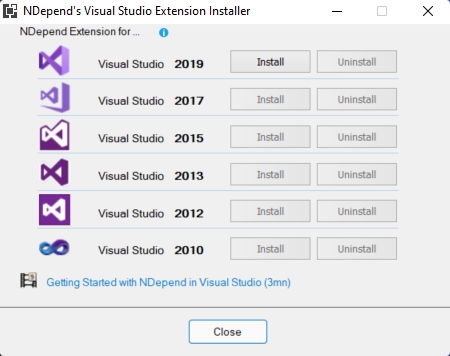 NDepend's Visual Studio Extension Installer
NDepend Extension for ...
Visual Studio 2019 Install Uninstall
Visual Studio 2017 Install Uninstall
Visual Studio 2015 Install Uninstall
Visual Studio 2013 Install Uninstall
Visual Studio 2012 Install Uninstall
Visual Studio 2010 Install Uninstall
Getting Started with NDepend in Visual Studio (3mn)
Close